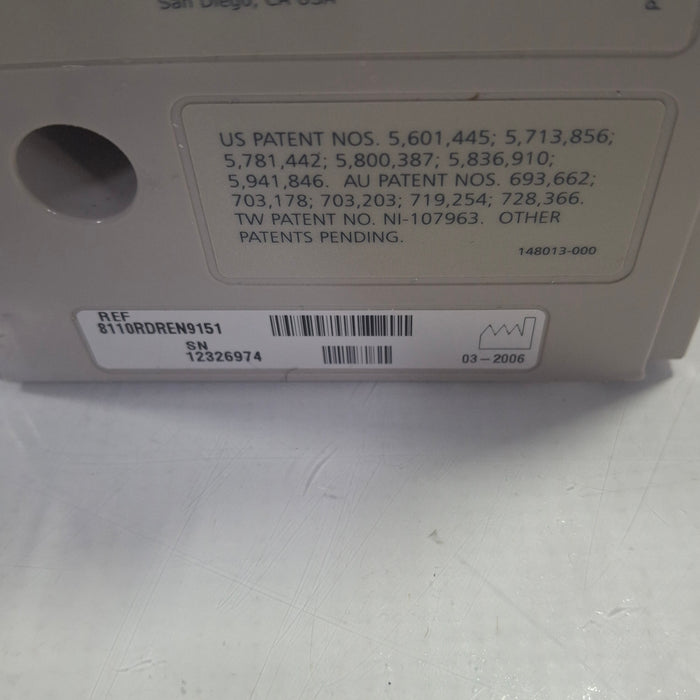 San Diego, CA USA
P
US PATENT NOS. 5,601,445; 5,713,856;
5,781,442; 5,800,387; 5,836,910;
5,941,846. AU PATENT NOS. 693,662;
703,178; 703,203; 719,254; 728,366.
TW PATENT NO. NI-107963. OTHER
PATENTS PENDING.
148013-000
REF
8110RDREN9151
SN
12326974
03-2006